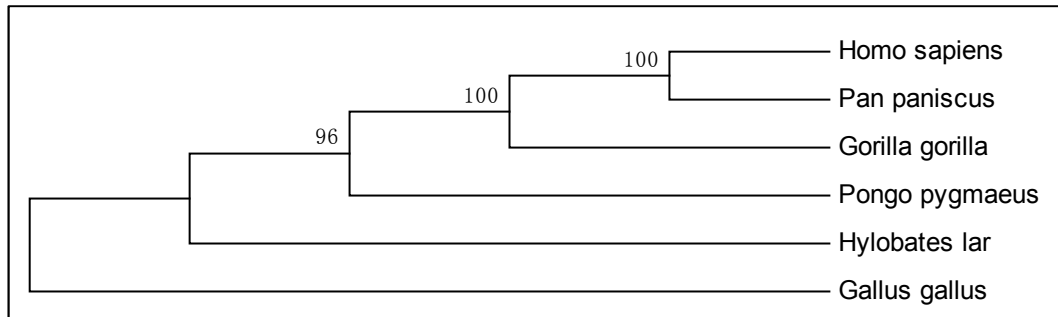 100
Homo sapiens
100
Pan paniscus
96
Gorilla gorilla
Pongo pygmaeus
Hylobates lar
Gallus gallus